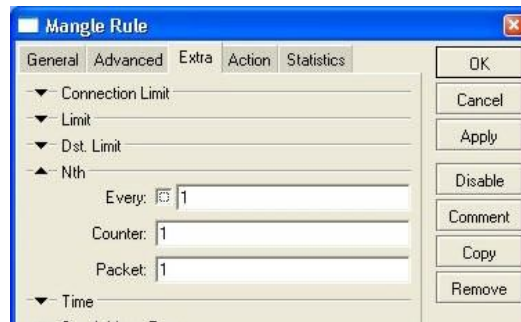 Mangle Rule
General Advanced Extra Action Statistics
OK
Connection Limit
Cancel
Limit
Apply
Dst. Limit
Nth
Disable
Every: 1
Comment
Counter: 1
Copy
Packet: 1
Remove
Time